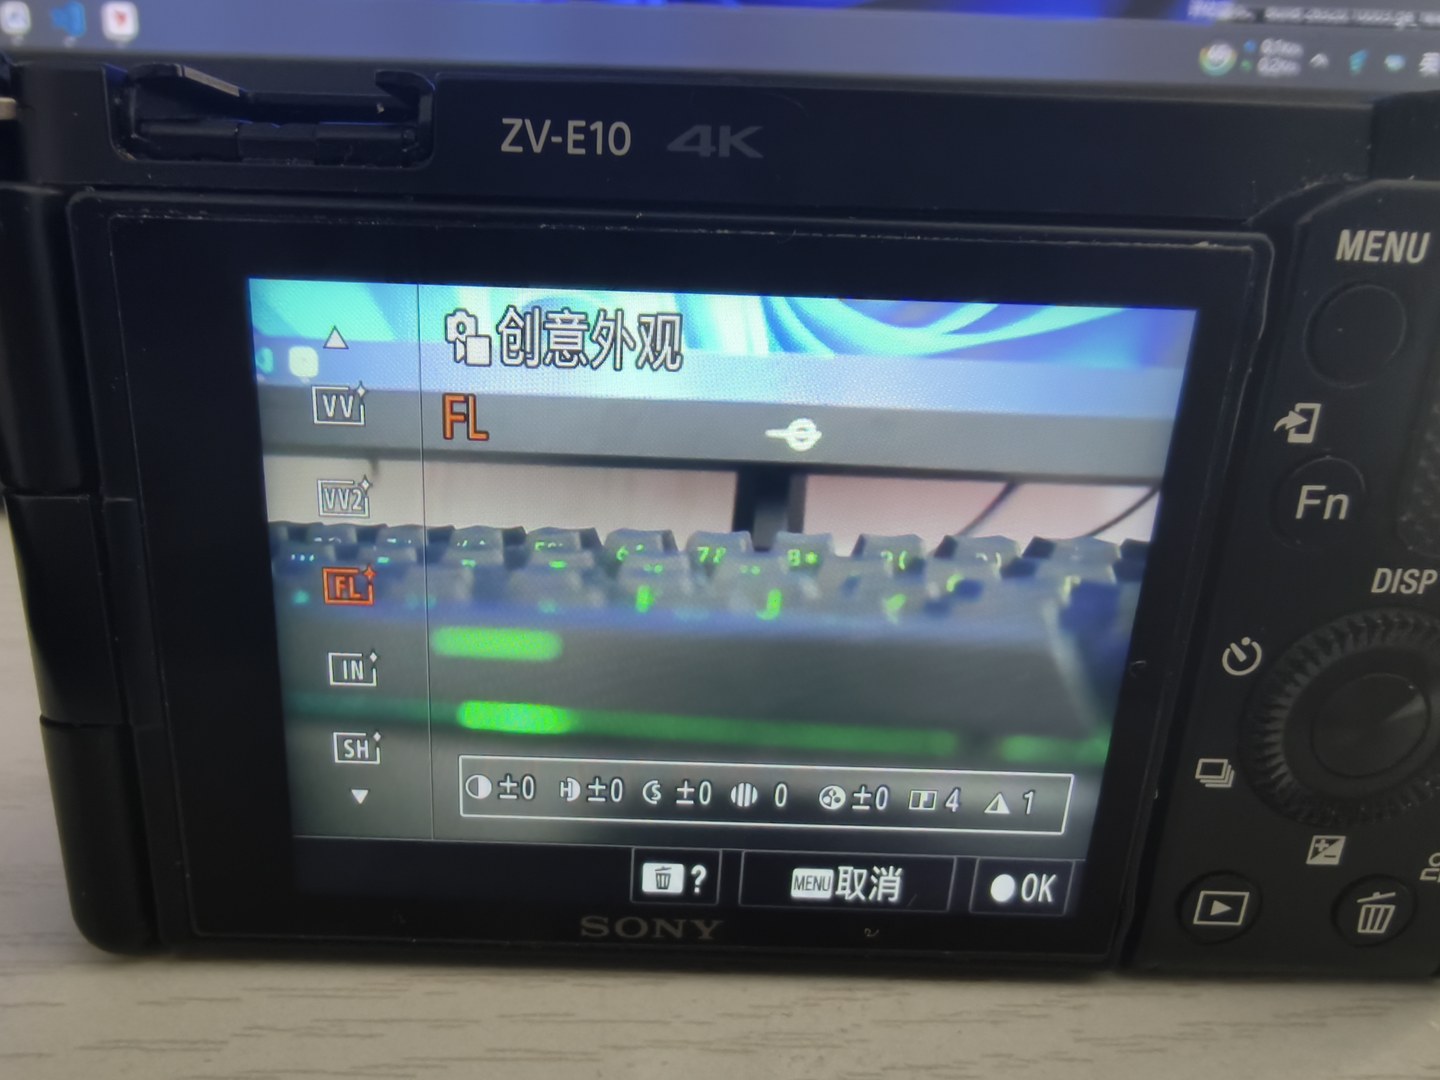 ZV-E10 4K
MENU
创意外观
VV
FL
VV2
Fn
FL
DISP
IN
SH
±0 ±0 ±0 0 ±0 4 1
? MENU取消 OK
SONY